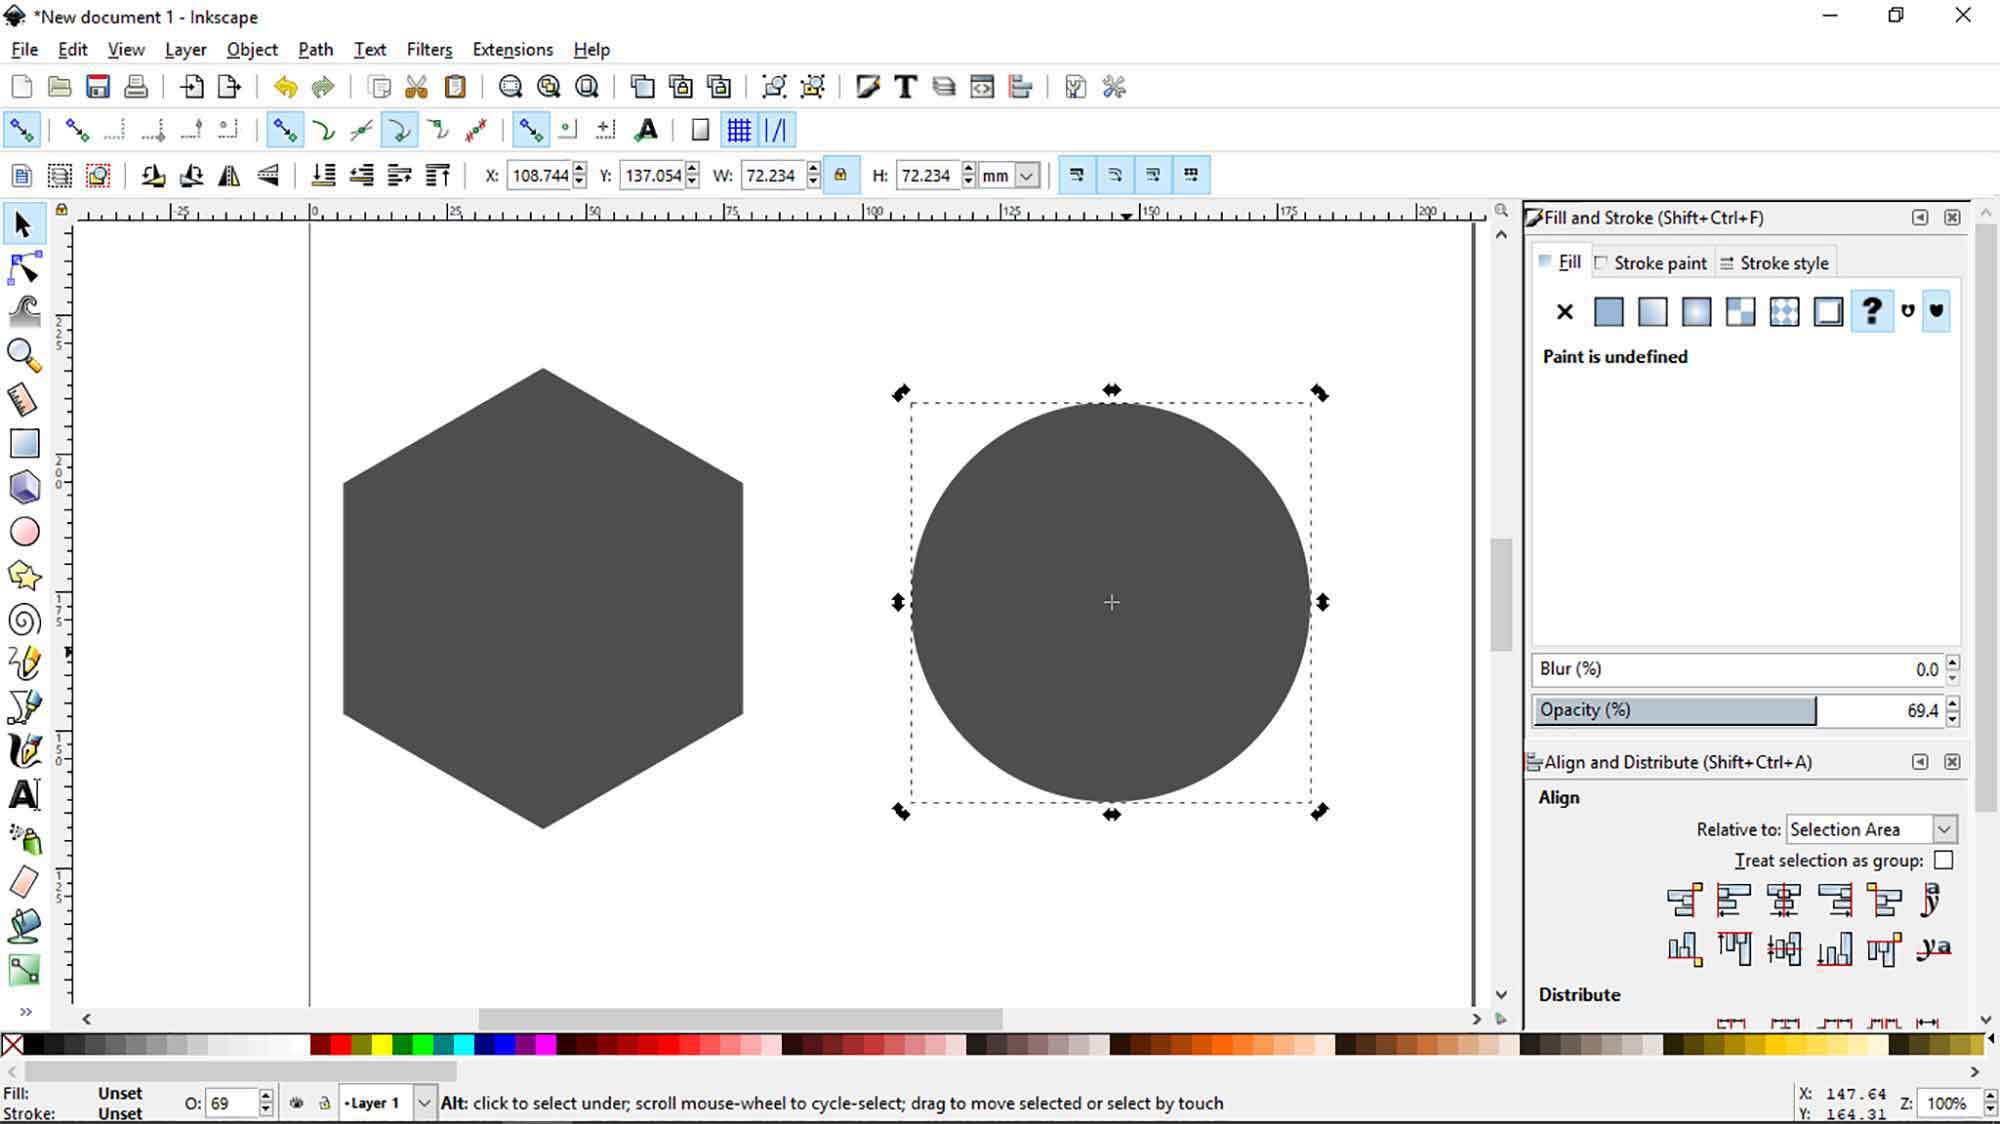 *New document 1 - Inkscape
File Edit View Layer Object Path Text Filters Extensions Help
X: 108.744 Y: 137.054 W: 72.234 H: 72.234 mm
-25 0 25 50 75 100 125 150 175 200
225
200
175
150
125
Fill and Stroke (Shift+Ctrl+F)
Fill Stroke paint Stroke style
?
Paint is undefined
Blur (%) 0.0
Opacity (%) 69.4
Align and Distribute (Shift+Ctrl+A)
Align
Relative to: Selection Area
Treat selection as group:
Distribute
Fill: Unset
Stroke: Unset
O: 69
•Layer 1
Alt: click to select under; scroll mouse-wheel to cycle-select; drag to move selected or select by touch
X: 147.64
Y: 164.31
Z: 100%